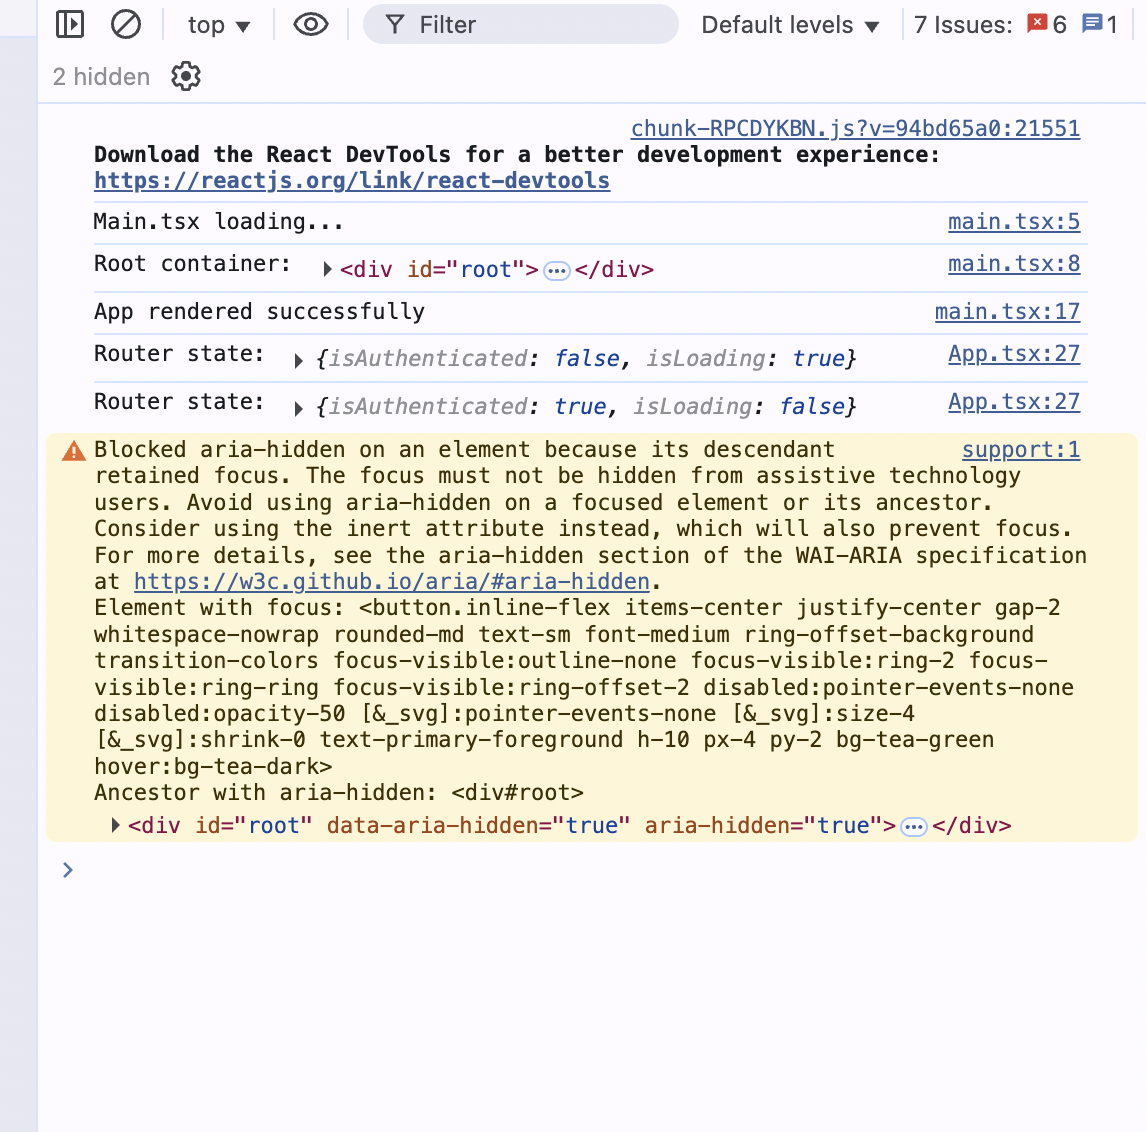 top ▼ Filter Default levels ▼ 7 Issues: 6 1
2 hidden
chunk-RPCDYKBN.js?v=94bd65a0:21551
Download the React DevTools for a better development experience:
https://reactjs.org/link/react-devtools
Main.tsx loading... main.tsx:5
Root container: <div id="root">…</div> main.tsx:8
App rendered successfully main.tsx:17
Router state: {isAuthenticated: false, isLoading: true} App.tsx:27
Router state: {isAuthenticated: true, isLoading: false} App.tsx:27
Blocked aria-hidden on an element because its descendant support:1
retained focus. The focus must not be hidden from assistive technology
users. Avoid using aria-hidden on a focused element or its ancestor.
Consider using the inert attribute instead, which will also prevent focus.
For more details, see the aria-hidden section of the WAI-ARIA specification
at https://w3c.github.io/aria/#aria-hidden.
Element with focus: <button.inline-flex items-center justify-center gap-2
whitespace-nowrap rounded-md text-sm font-medium ring-offset-background
transition-colors focus-visible:outline-none focus-visible:ring-2 focus-
visible:ring-ring focus-visible:ring-offset-2 disabled:pointer-events-none
disabled:opacity-50 [&_svg]:pointer-events-none [&_svg]:size-4
[&_svg]:shrink-0 text-primary-foreground h-10 px-4 py-2 bg-tea-green
hover:bg-tea-dark>
Ancestor with aria-hidden: <div#root>
<div id="root" data-aria-hidden="true" aria-hidden="true">…</div>